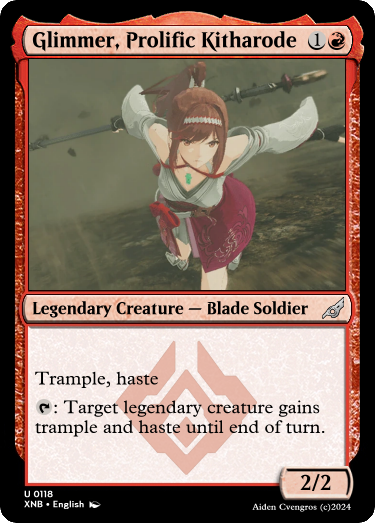 Glimmer, Prolific Kitharode 1
Legendary Creature — Blade Soldier
Trample, haste
: Target legendary creature gains
trample and haste until end of turn.
2/2
U 0118
XNB • English
Aiden Cvengros (c)2024